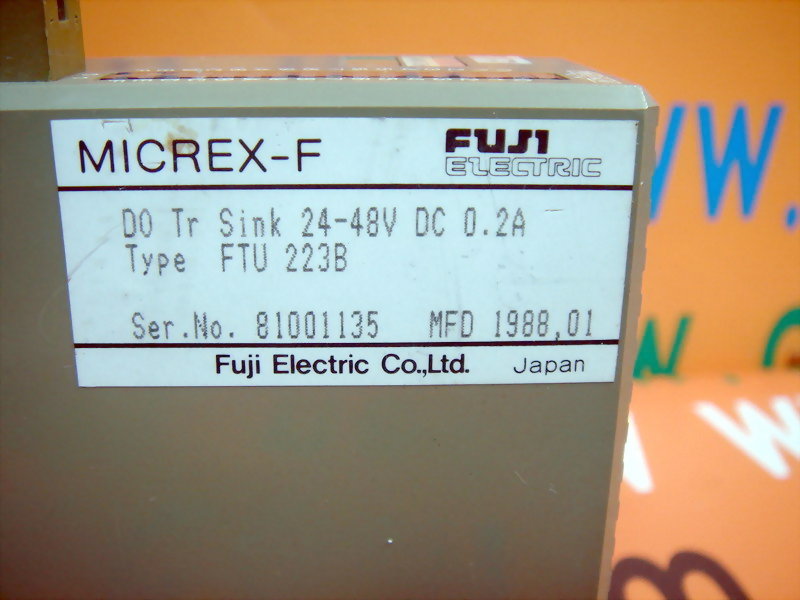 MICREX-F
FUJI
ELECTRIC
DO Tr Sink 24-48V DC 0.2A
Type FTU 223B
Ser.No. 81001135 MFD 1988,01
Fuji Electric Co.,Ltd. Japan
W.
W